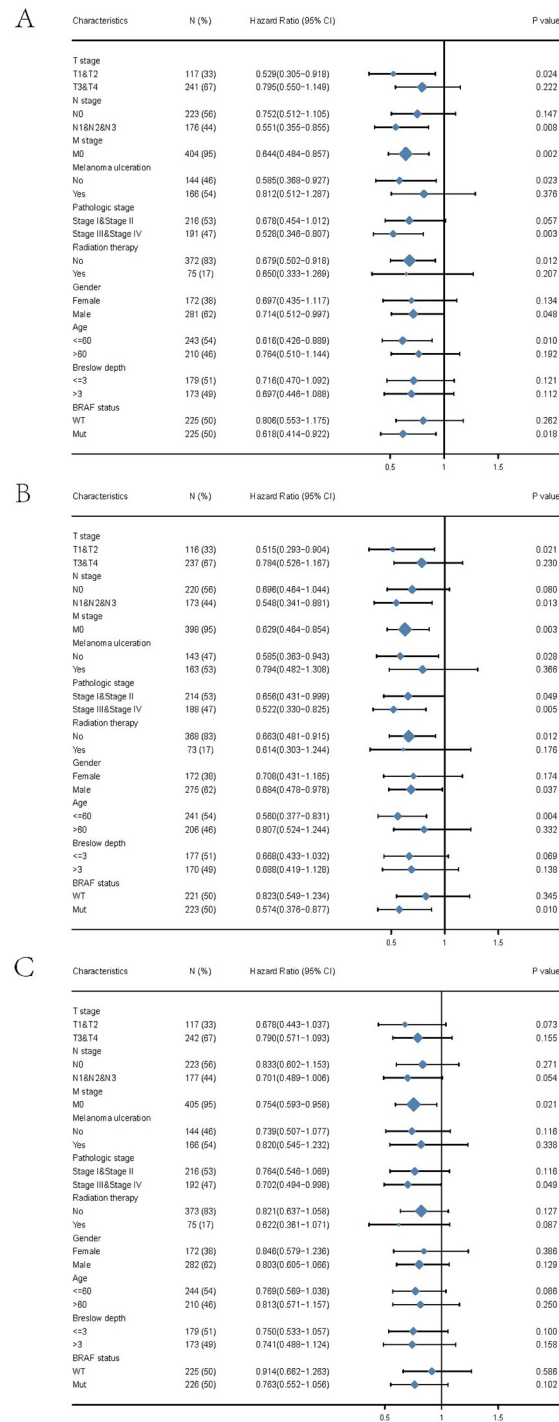 A
Characteristics N (%) Hazard Ratio (95% CI) P value
T stage
T1&T2 117 (33) 0.529(0.305−0.918) 0.024
T3&T4 241 (67) 0.795(0.550−1.149) 0.222
N stage
N0 223 (56) 0.752(0.512−1.105) 0.147
N1&N2&N3 176 (44) 0.551(0.355−0.855) 0.008
M stage
M0 404 (95) 0.644(0.484−0.857) 0.002
Melanoma ulceration
No 144 (46) 0.585(0.368−0.927) 0.023
Yes 166 (54) 0.812(0.512−1.287) 0.376
Pathologic stage
Stage I&Stage II 216 (53) 0.678(0.454−1.012) 0.057
Stage III&Stage IV 191 (47) 0.528(0.346−0.807) 0.003
Radiation therapy
No 372 (83) 0.679(0.502−0.918) 0.012
Yes 75 (17) 0.650(0.333−1.269) 0.207
Gender
Female 172 (38) 0.697(0.435−1.117) 0.134
Male 281 (62) 0.714(0.512−0.997) 0.048
Age
<=60 243 (54) 0.616(0.426−0.889) 0.010
>60 210 (46) 0.764(0.510−1.144) 0.192
Breslow depth
<=3 179 (51) 0.716(0.470−1.092) 0.121
>3 173 (49) 0.697(0.446−1.088) 0.112
BRAF status
WT 225 (50) 0.806(0.553−1.175) 0.262
Mut 225 (50) 0.618(0.414−0.922) 0.018
0.5 1 1.5
B
Characteristics N (%) Hazard Ratio (95% CI) P value
T stage
T1&T2 116 (33) 0.515(0.293−0.904) 0.021
T3&T4 237 (67) 0.784(0.526−1.167) 0.230
N stage
N0 220 (56) 0.696(0.464−1.044) 0.080
N1&N2&N3 173 (44) 0.548(0.341−0.881) 0.013
M stage
M0 398 (95) 0.629(0.464−0.854) 0.003
Melanoma ulceration
No 143 (47) 0.585(0.363−0.943) 0.028
Yes 163 (53) 0.794(0.482−1.308) 0.366
Pathologic stage
Stage I&Stage II 214 (53) 0.656(0.431−0.999) 0.049
Stage III&Stage IV 188 (47) 0.522(0.330−0.825) 0.005
Radiation therapy
No 368 (83) 0.663(0.481−0.915) 0.012
Yes 73 (17) 0.614(0.303−1.244) 0.176
Gender
Female 172 (38) 0.708(0.431−1.165) 0.174
Male 275 (62) 0.684(0.478−0.978) 0.037
Age
<=60 241 (54) 0.560(0.377−0.831) 0.004
>60 206 (46) 0.807(0.524−1.244) 0.332
Breslow depth
<=3 177 (51) 0.668(0.433−1.032) 0.069
>3 170 (49) 0.688(0.419−1.128) 0.138
BRAF status
WT 221 (50) 0.823(0.549−1.234) 0.345
Mut 223 (50) 0.574(0.376−0.877) 0.010
0.5 1 1.5
C
Characteristics N (%) Hazard Ratio (95% CI) P value
T stage
T1&T2 117 (33) 0.678(0.443−1.037) 0.073
T3&T4 242 (67) 0.790(0.571−1.093) 0.155
N stage
N0 223 (56) 0.833(0.602−1.153) 0.271
N1&N2&N3 177 (44) 0.701(0.489−1.006) 0.054
M stage
M0 405 (95) 0.754(0.593−0.958) 0.021
Melanoma ulceration
No 144 (46) 0.739(0.507−1.077) 0.116
Yes 166 (54) 0.820(0.545−1.232) 0.338
Pathologic stage
Stage I&Stage II 216 (53) 0.764(0.546−1.069) 0.116
Stage III&Stage IV 192 (47) 0.702(0.494−0.998) 0.049
Radiation therapy
No 373 (83) 0.821(0.637−1.058) 0.127
Yes 75 (17) 0.622(0.361−1.071) 0.087
Gender
Female 172 (38) 0.846(0.579−1.236) 0.386
Male 282 (62) 0.803(0.605−1.066) 0.129
Age
<=60 244 (54) 0.769(0.569−1.038) 0.086
>60 210 (46) 0.813(0.571−1.157) 0.250
Breslow depth
<=3 179 (51) 0.750(0.533−1.057) 0.100
>3 173 (49) 0.741(0.488−1.124) 0.158
BRAF status
WT 225 (50) 0.914(0.662−1.263) 0.586
Mut 226 (50) 0.763(0.552−1.056) 0.102
0.5 1 1.5